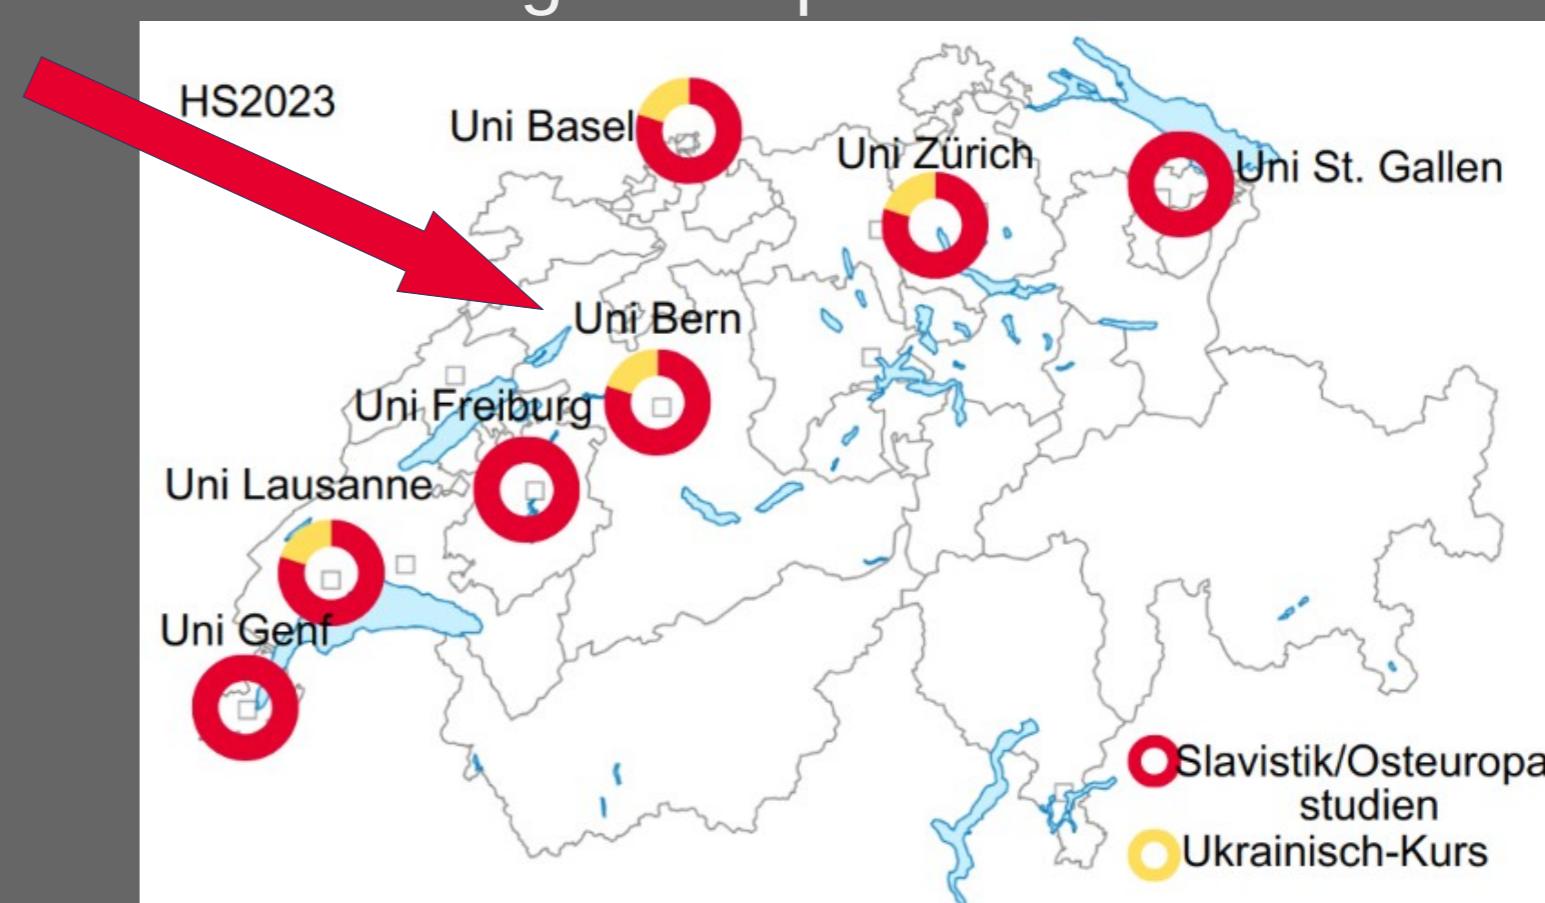 HS2023
Uni Basel
Uni Zürich
Uni St. Gallen
Uni Bern
Uni Freiburg
Uni Lausanne
Uni Genf
Slavistik/Osteuropa
studien
Ukrainisch-Kurs